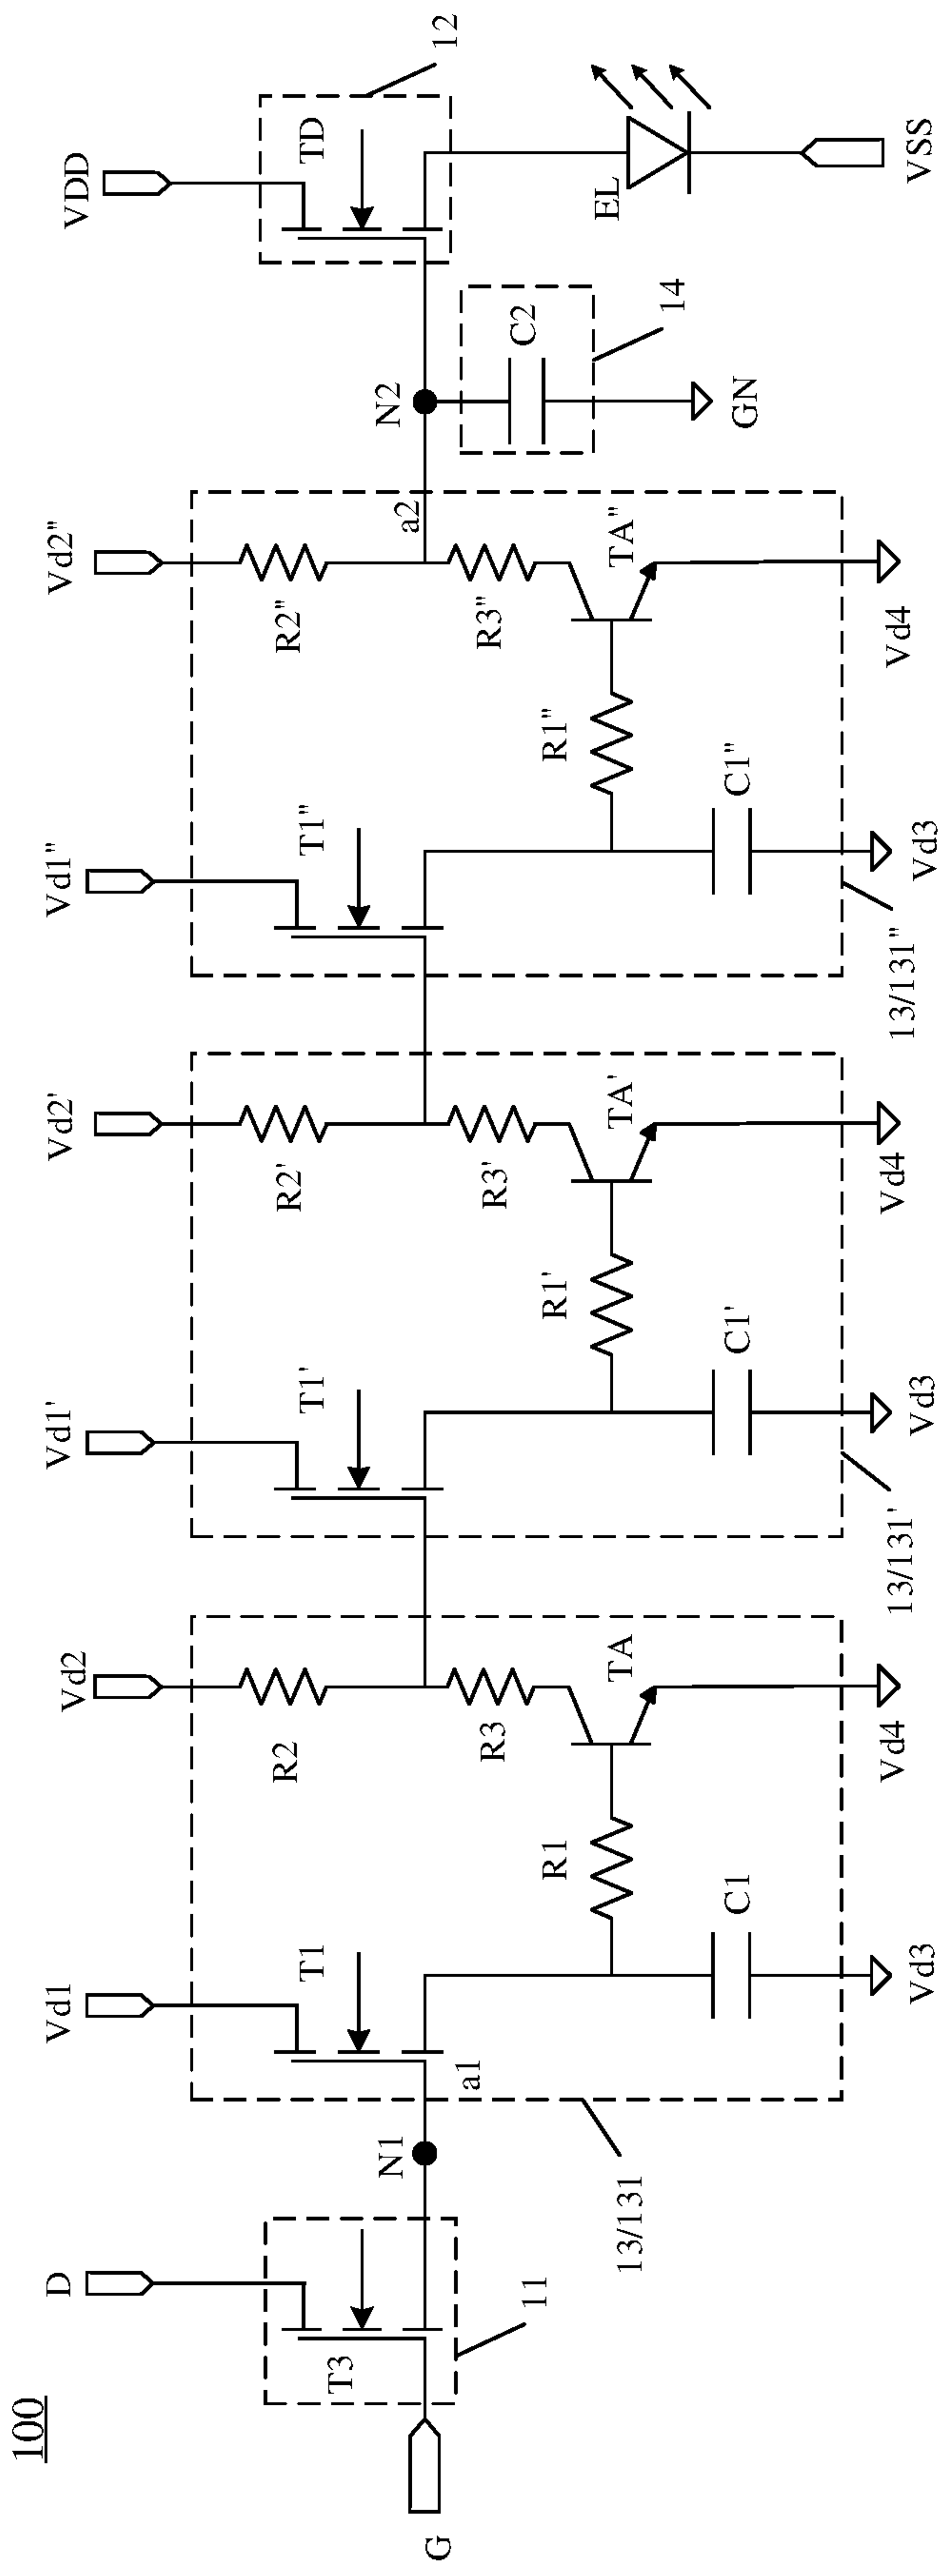 100
G
D
T3
11
N1
a1
Vd1
T1
R1
C1
Vd3
13/131
Vd2
R2
R3
TA
Vd4
Vd1'
T1'
R1'
C1'
Vd3
13/131'
Vd2'
R2'
R3'
TA'
Vd4
Vd1"
T1"
R1"
C1"
Vd3
13/131"
Vd2"
R2"
R3"
TA"
Vd4
a2
N2
C2
14
GN
VDD
TD
12
EL
VSS